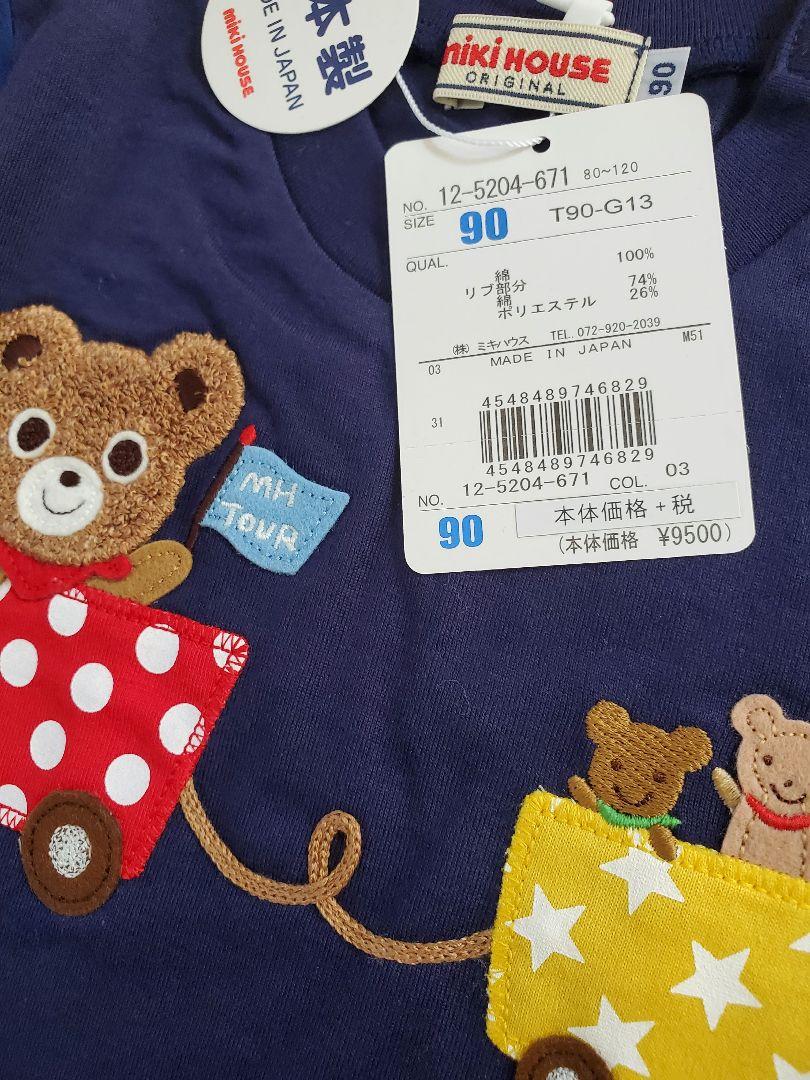 本製
MADE IN JAPAN
miki HOUSE
miki HOUSE
ORIGINAL
90
NO. 12-5204-671 80~120
SIZE 90 T90-G13
QUAL.
綿 100%
リブ部分
綿 74%
ポリエステル 26%
(株) ミキハウス TEL. 072-920-2039
03 MADE IN JAPAN M51
4548489746829
31
4548489746829
NO. 12-5204-671 COL. 03
90 本体価格+税
(本体価格 ¥9500)
MH
TOUR